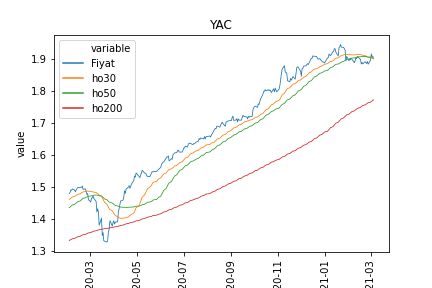 YAC
variable
Fiyat
ho30
ho50
ho200
value
1.9
1.8
1.7
1.6
1.5
1.4
1.3
20-03
20-05
20-07
20-09
20-11
21-01
21-03